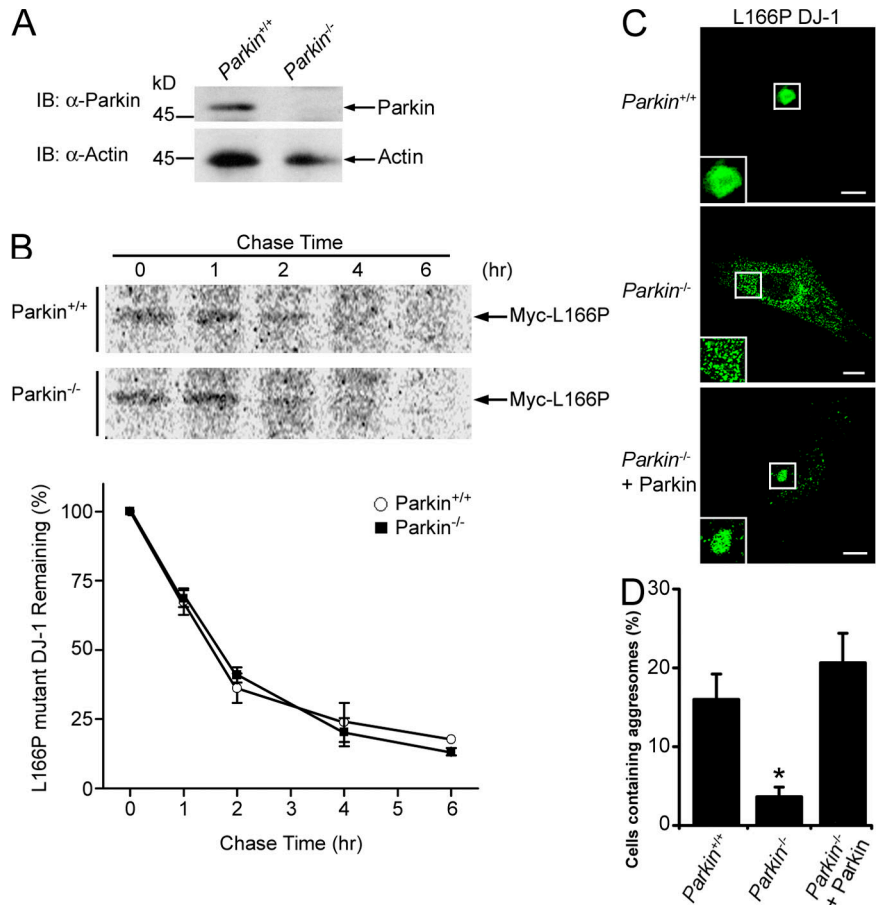 A
Parkin+/+ Parkin-/-
kD
IB: α-Parkin 45 Parkin
IB: α-Actin 45 Actin
B
Chase Time
0 1 2 4 6 (hr)
Parkin+/+ Myc-L166P
Parkin-/- Myc-L166P
L166P mutant DJ-1 Remaining (%)
100
75
50
25
0
Parkin+/+
Parkin-/-
0 1 2 3 4 5 6
Chase Time (hr)
C
L166P DJ-1
Parkin+/+
Parkin-/-
Parkin-/-
+ Parkin
D
Cells containing aggresomes (%)
30
20
10
0
*
Parkin+/+
Parkin-/-
Parkin-/-
+ Parkin